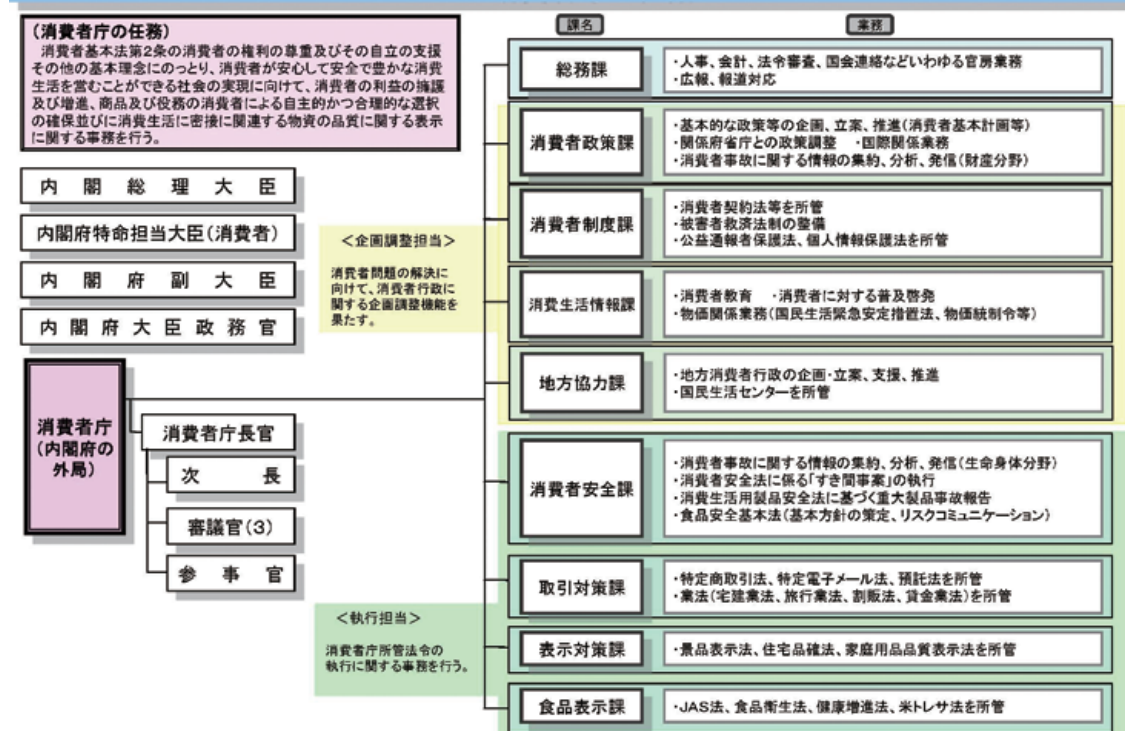 課名
業務
(消費者庁の任務)
消費者基本法第2条の消費者の権利の尊重及びその自立の支援
その他の基本理念にのっとり、消費者が安心して安全で豊かな消費
生活を営むことができる社会の実現に向けて、消費者の利益の擁護
及び増進、商品及び役務の消費者による自主的かつ合理的な選択
の確保並びに消費生活に密接に関連する物資の品質に関する表示
に関する事務を行う。
内閣総理大臣
内閣府特命担当大臣(消費者)
内閣府副大臣
内閣府大臣政務官
消費者庁
(内閣府の
外局)
消費者庁長官
次長
審議官(3)
参事官
<企画調整担当>
消費者問題の解決に
向けて、消費者行政に
関する企画調整機能を
果たす。
<執行担当>
消費者庁所管法令の
執行に関する事務を行う。
総務課
・人事、会計、法令審査、国会連絡などいわゆる官房業務
・広報、報道対応
消費者政策課
・基本的な政策等の企画、立案、推進(消費者基本計画等)
・関係府省庁との政策調整 ・国際関係業務
・消費者事故に関する情報の集約、分析、発信(財産分野)
消費者制度課
・消費者契約法等を所管
・被害者救済法制の整備
・公益通報者保護法、個人情報保護法を所管
消費生活情報課
・消費者教育 ・消費者に対する普及啓発
・物価関係業務(国民生活緊急安定措置法、物価統制令等)
地方協力課
・地方消費者行政の企画・立案、支援、推進
・国民生活センターを所管
消費者安全課
・消費者事故に関する情報の集約、分析、発信(生命身体分野)
・消費者安全法に係る「すき間事案」の執行
・消費生活用製品安全法に基づく重大製品事故報告
・食品安全基本法(基本方針の策定、リスクコミュニケーション)
取引対策課
・特定商取引法、特定電子メール法、預託法を所管
・業法(宅建業法、旅行業法、割販法、貸金業法)を所管
表示対策課
・景品表示法、住宅品確法、家庭用品品質表示法を所管
食品表示課
・JAS法、食品衛生法、健康増進法、米トレサ法を所管